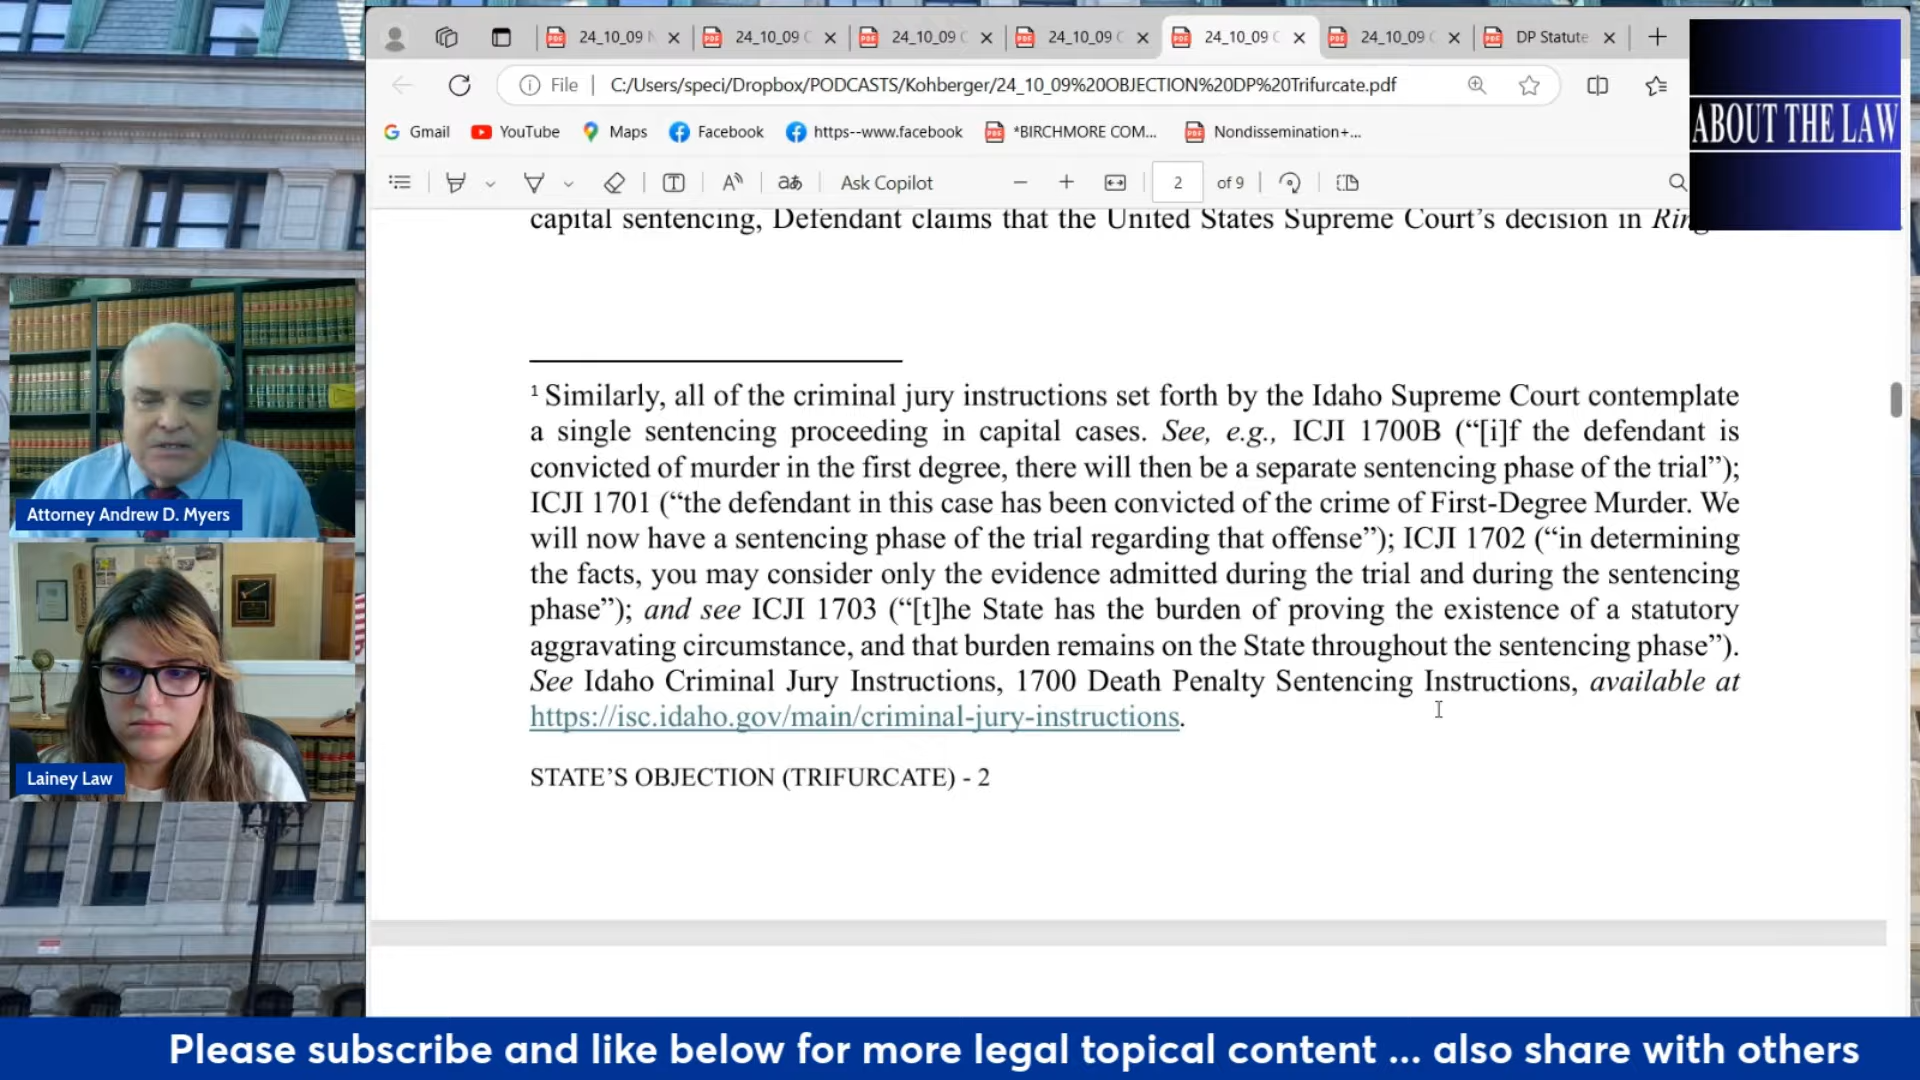 24_10_09
24_10_09
24_10_09
24_10_09
24_10_09
24_10_09
DP Statute
File
C:/Users/speci/Dropbox/PODCASTS/Kohberger/24_10_09%20OBJECTION%20DP%20Trifurcate.pdf
Gmail
YouTube
Maps
Facebook
https--www.facebook
*BIRCHMORE COM...
Nondissemination+...
ABOUT THE LAW
Ask Copilot
2
of 9
capital sentencing, Defendant claims that the United States Supreme Court's decision in
1 Similarly, all of the criminal jury instructions set forth by the Idaho Supreme Court contemplate
a single sentencing proceeding in capital cases. See, e.g., ICJI 1700B (“[i]f the defendant is
convicted of murder in the first degree, there will then be a separate sentencing phase of the trial”);
ICJI 1701 (“the defendant in this case has been convicted of the crime of First-Degree Murder. We
will now have a sentencing phase of the trial regarding that offense”); ICJI 1702 (“in determining
the facts, you may consider only the evidence admitted during the trial and during the sentencing
phase”); and see ICJI 1703 (“[t]he State has the burden of proving the existence of a statutory
aggravating circumstance, and that burden remains on the State throughout the sentencing phase”).
See Idaho Criminal Jury Instructions, 1700 Death Penalty Sentencing Instructions, available at
https://isc.idaho.gov/main/criminal-jury-instructions.
STATE’S OBJECTION (TRIFURCATE) - 2
Attorney Andrew D. Myers
Lainey Law
Please subscribe and like below for more legal topical content ... also share with others